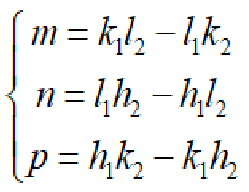 m = k₁l₂ − l₁k₂
n = l₁h₂ − h₁l₂
p = h₁k₂ − k₁h₂